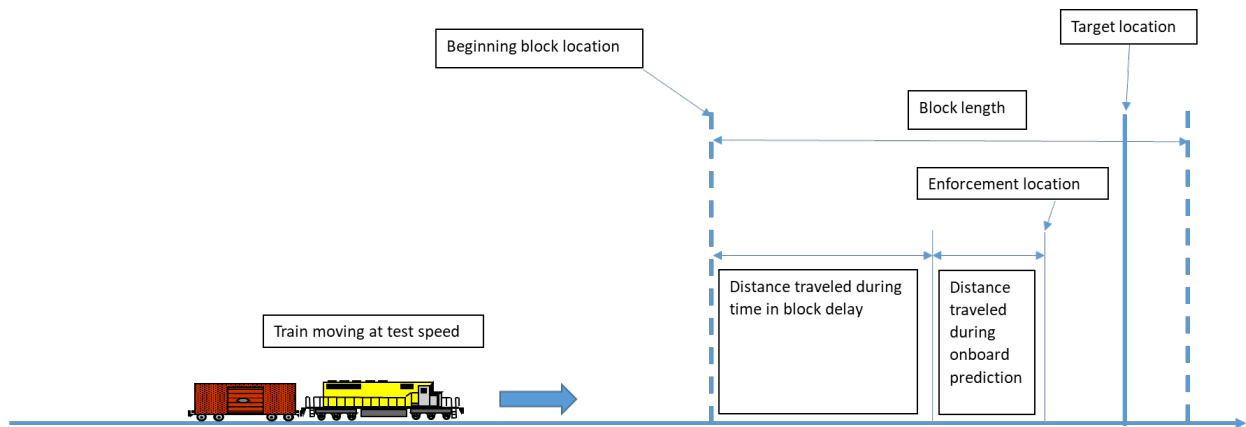 Target location
Beginning block location
Block length
Enforcement location
Distance traveled during
time in block delay
Distance
traveled
during
onboard
prediction
Train moving at test speed